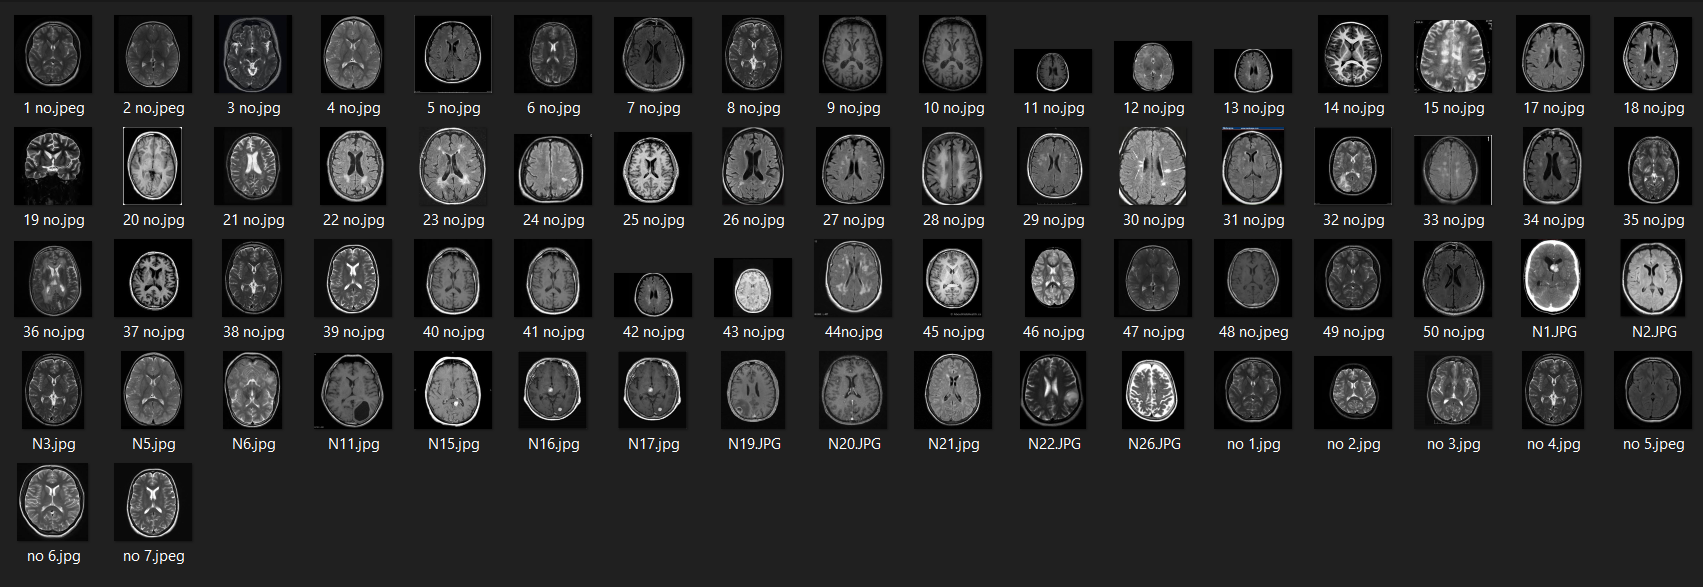 1 no.jpeg 2 no.jpeg 3 no.jpg 4 no.jpg 5 no.jpg 6 no.jpg 7 no.jpg 8 no.jpg 9 no.jpg 10 no.jpg 11 no.jpg 12 no.jpg 13 no.jpg 14 no.jpg 15 no.jpg 17 no.jpg 18 no.jpg
19 no.jpg 20 no.jpg 21 no.jpg 22 no.jpg 23 no.jpg 24 no.jpg 25 no.jpg 26 no.jpg 27 no.jpg 28 no.jpg 29 no.jpg 30 no.jpg 31 no.jpg 32 no.jpg 33 no.jpg 34 no.jpg 35 no.jpg
36 no.jpg 37 no.jpg 38 no.jpg 39 no.jpg 40 no.jpg 41 no.jpg 42 no.jpg 43 no.jpg 44no.jpg 45 no.jpg 46 no.jpg 47 no.jpg 48 no.jpeg 49 no.jpg 50 no.jpg N1.JPG N2.JPG
N3.jpg N5.jpg N6.jpg N11.jpg N15.jpg N16.jpg N17.jpg N19.JPG N20.JPG N21.jpg N22.JPG N26.JPG no 1.jpg no 2.jpg no 3.jpg no 4.jpg no 5.jpeg
no 6.jpg no 7.jpeg